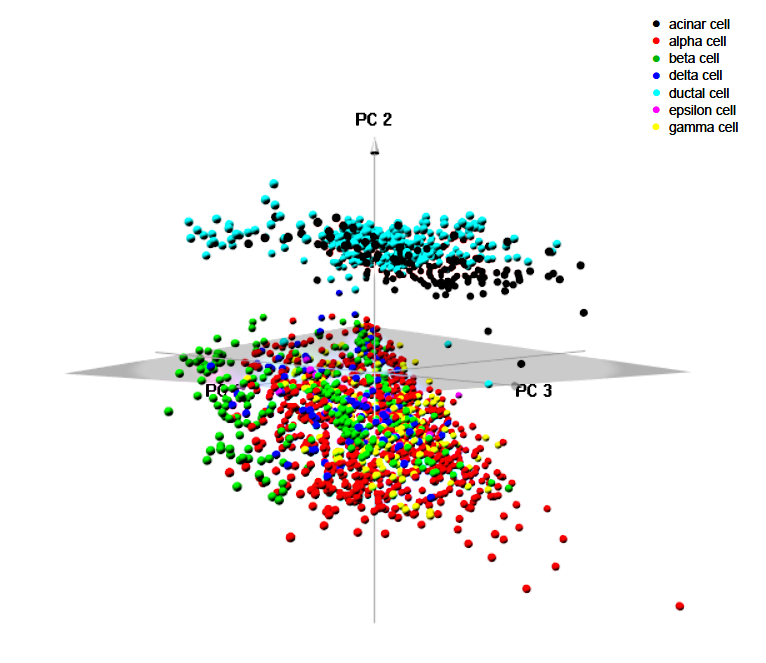 acinar cell
alpha cell
beta cell
delta cell
ductal cell
epsilon cell
gamma cell
PC 2
PC 3